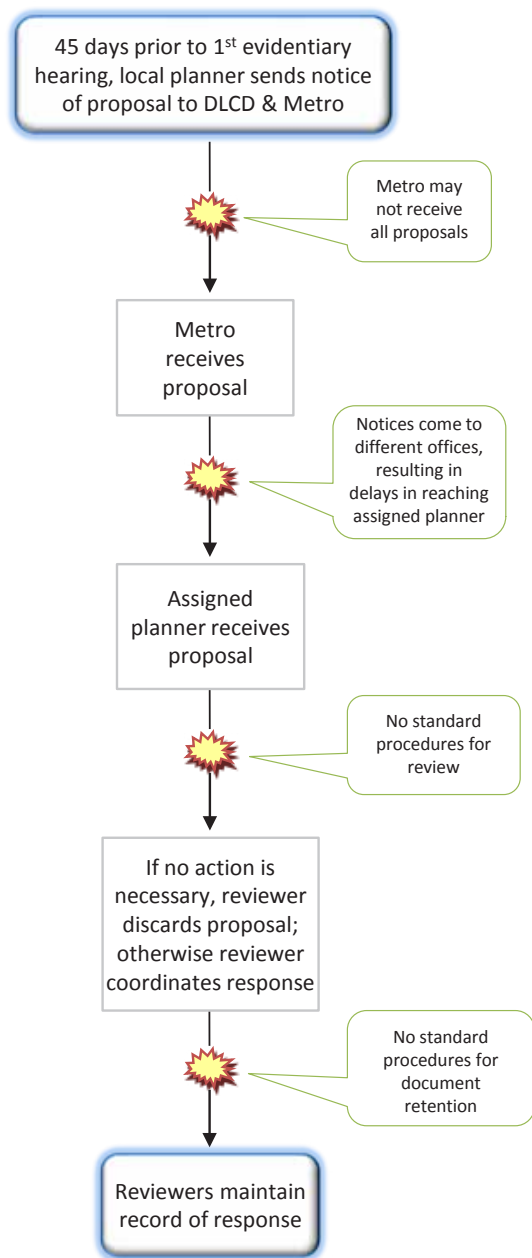 45 days prior to 1st evidentiary
hearing, local planner sends notice
of proposal to DLCD & Metro
Metro may
not receive
all proposals
Metro
receives
proposal
Notices come to
different offices,
resulting in
delays in reaching
assigned planner
Assigned
planner receives
proposal
No standard
procedures for
review
If no action is
necessary, reviewer
discards proposal;
otherwise reviewer
coordinates response
No standard
procedures for
document
retention
Reviewers maintain
record of response